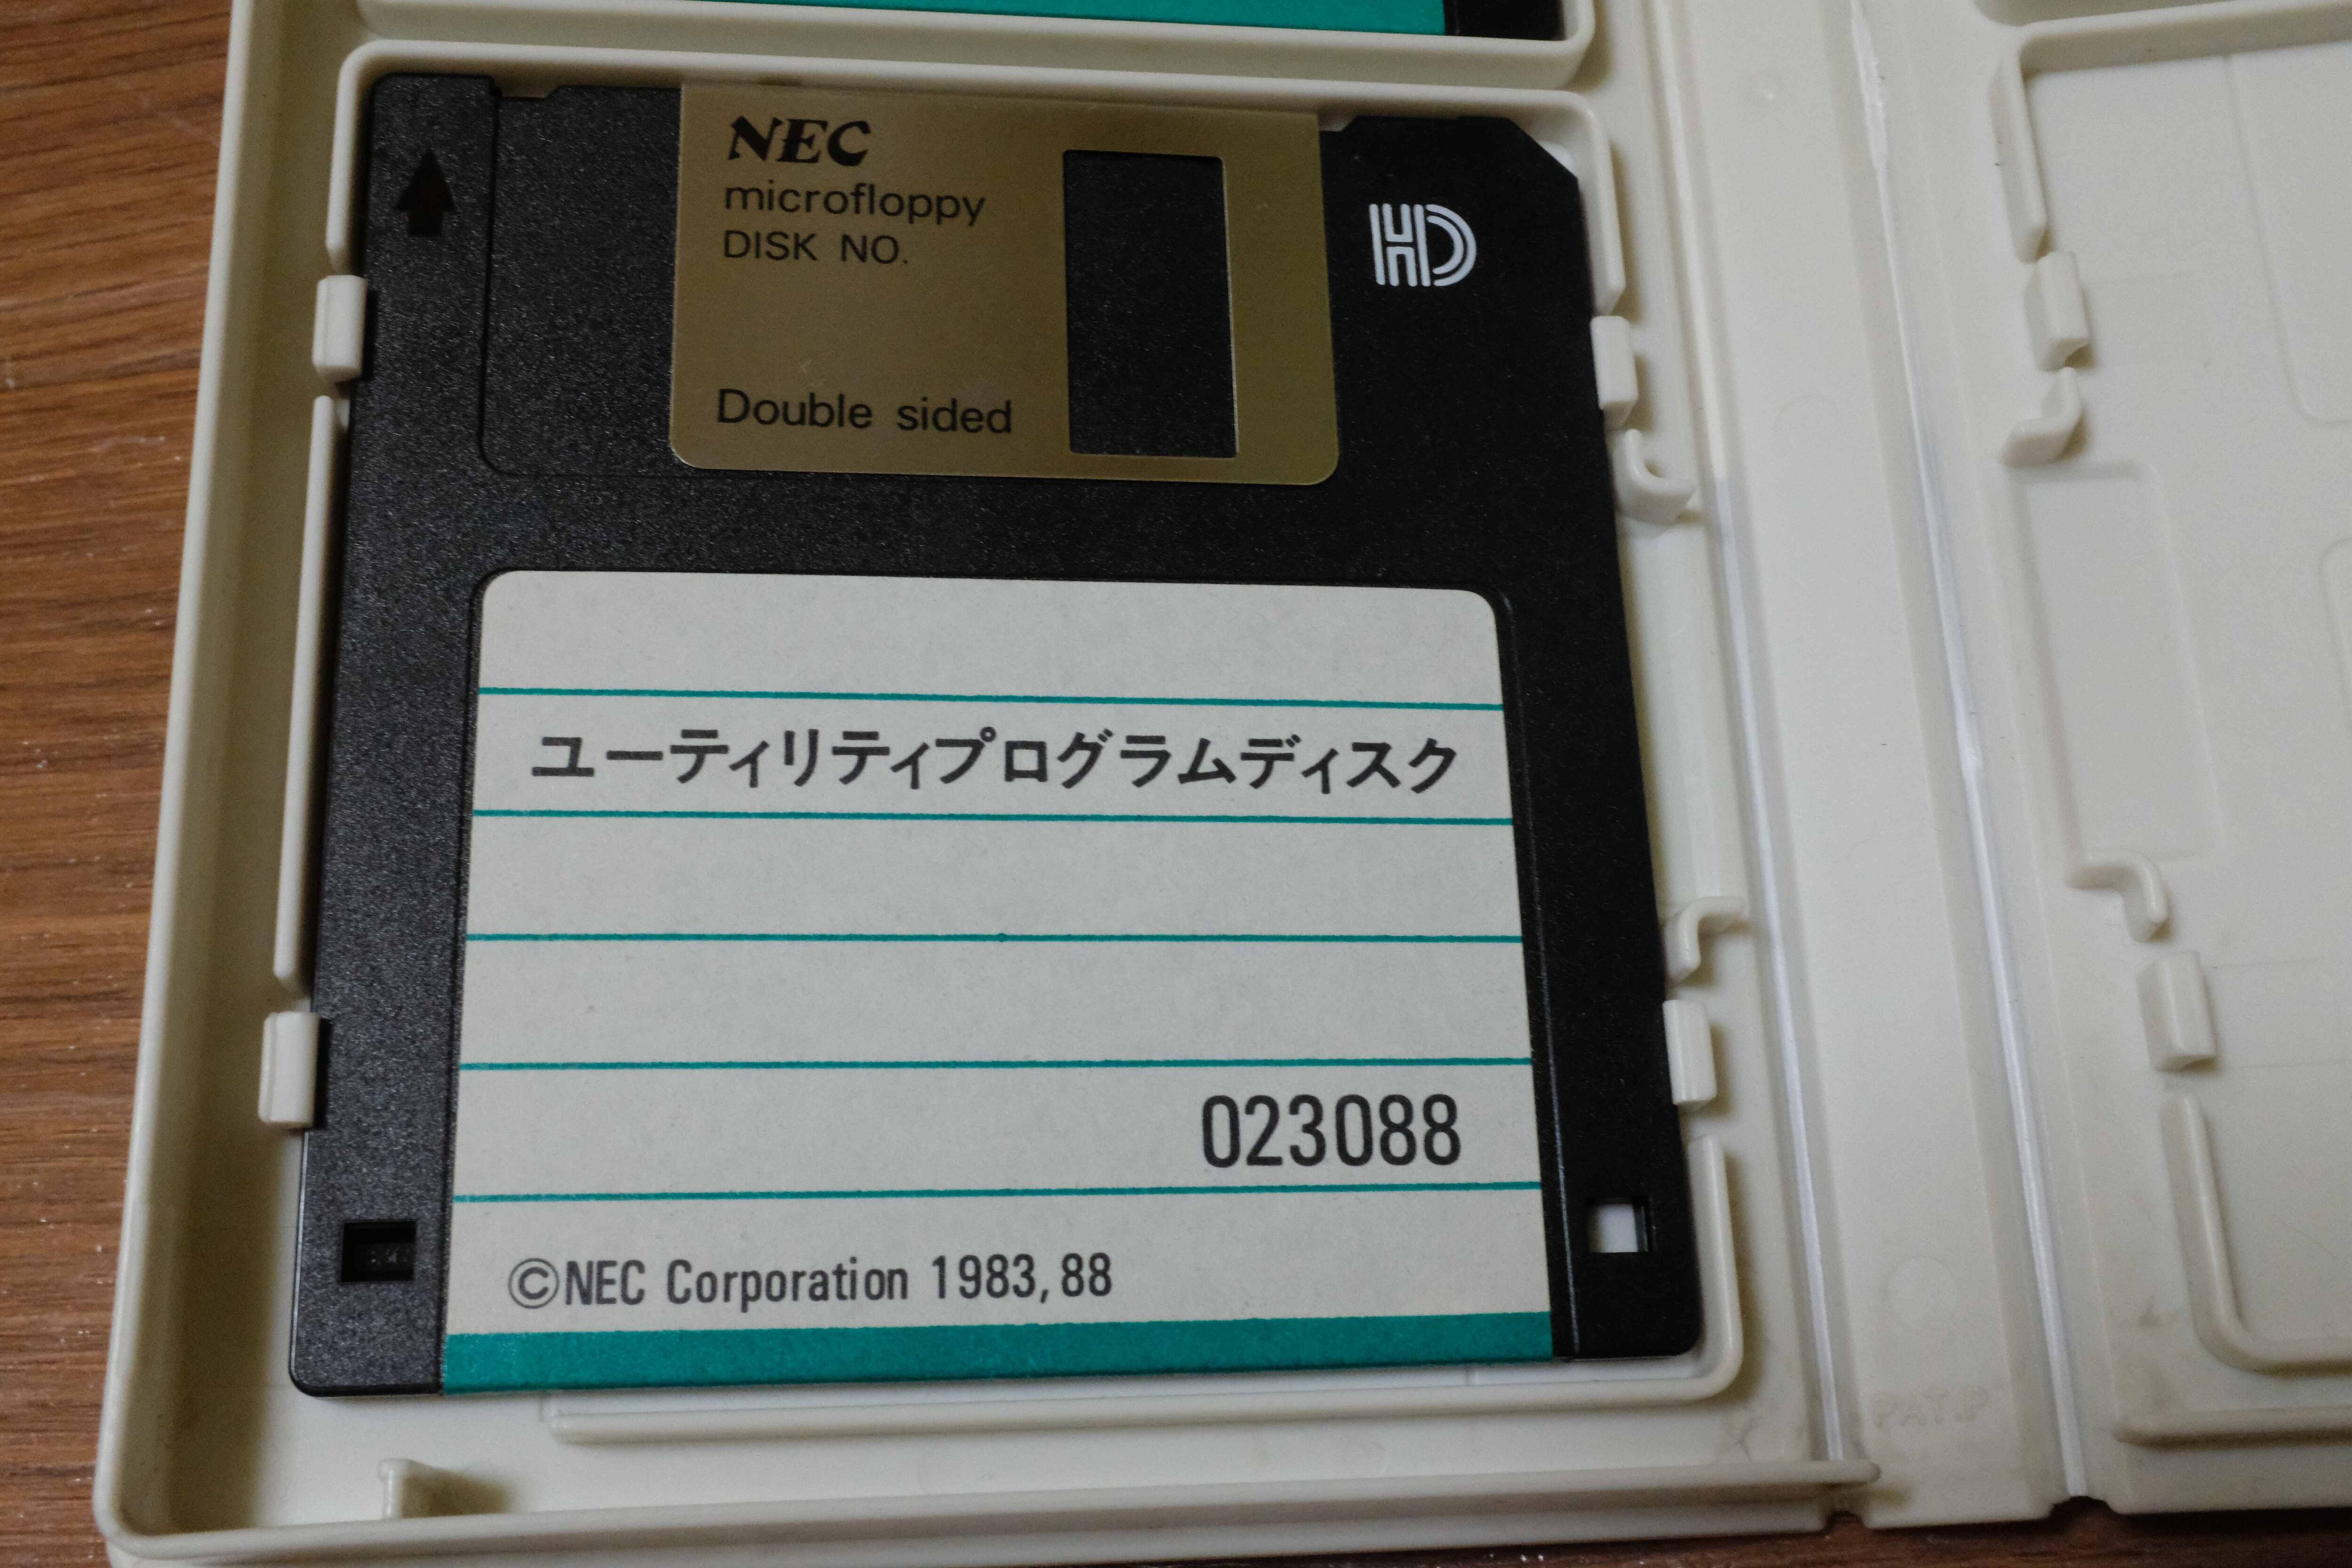 NEC
microfloppy
DISK NO.
Double sided
HD
ユーティリティプログラムディスク
023088
©NEC Corporation 1983, 88
PAT.P